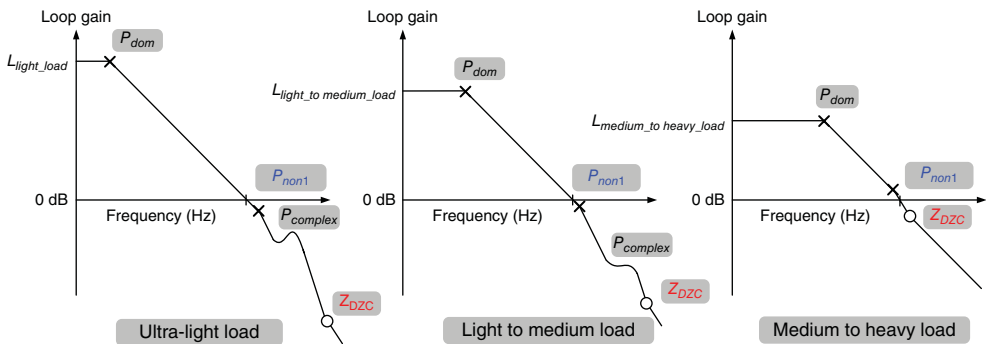 Loop gain
P_dom
L_light_load
P_non1
0 dB
Frequency (Hz)
P_complex
Z_DZC
Ultra-light load
Loop gain
P_dom
L_light_to medium_load
P_non1
0 dB
Frequency (Hz)
P_complex
Z_DZC
Light to medium load
Loop gain
P_dom
L_medium_to heavy_load
P_non1
0 dB
Z_DZC
Frequency (Hz)
Medium to heavy load